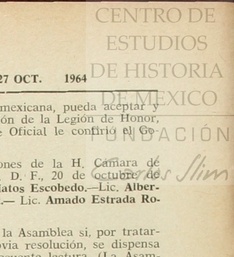 CENTRO DE
ESTUDIOS
DE HISTORIA
DE MEXICO
FUNDACIÓN
Carlos Slim
27 OCT. 1964
mexicana, pueda aceptar y
ón de la Legión de Honor,
Oficial le confirió el Go-
ones de la H. Cámara de
D. F., 20 de octubre de
atos Escobedo.—Lic. Alber-
.— Lic. Amado Estrada Ro-
la Asamblea si, por tratar-
ovia resolución, se dispensa
lectura. (La Asam-